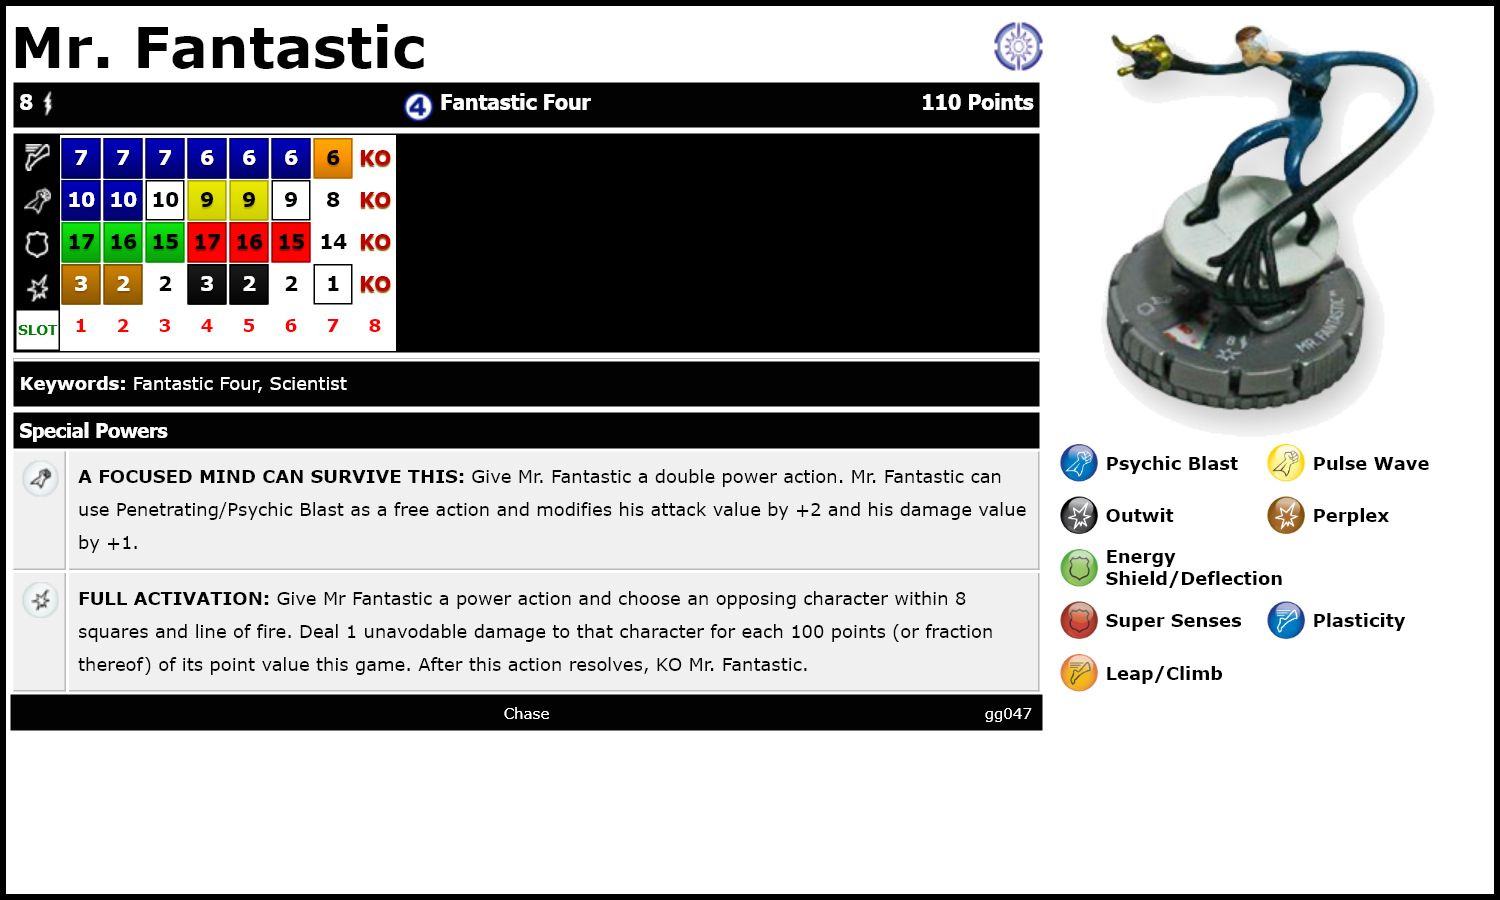 Mr. Fantastic
8 4 Fantastic Four 110 Points
7 7 7 6 6 6 6 KO
10 10 10 9 9 9 8 KO
17 16 15 17 16 15 14 KO
3 2 2 3 2 2 1 KO
SLOT 1 2 3 4 5 6 7 8
Keywords: Fantastic Four, Scientist
Special Powers
A FOCUSED MIND CAN SURVIVE THIS: Give Mr. Fantastic a double power action. Mr. Fantastic can
use Penetrating/Psychic Blast as a free action and modifies his attack value by +2 and his damage value
by +1.
FULL ACTIVATION: Give Mr Fantastic a power action and choose an opposing character within 8
squares and line of fire. Deal 1 unavodable damage to that character for each 100 points (or fraction
thereof) of its point value this game. After this action resolves, KO Mr. Fantastic.
Chase gg047
MR. FANTASTIC
Psychic Blast Pulse Wave
Outwit Perplex
Energy
Shield/Deflection
Super Senses Plasticity
Leap/Climb